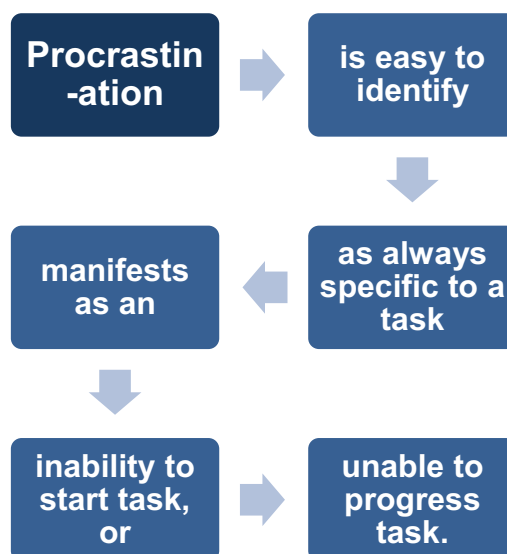 Procrastin
-ation
is easy to
identify
as always
specific to a
task
manifests
as an
inability to
start task,
or
unable to
progress
task.